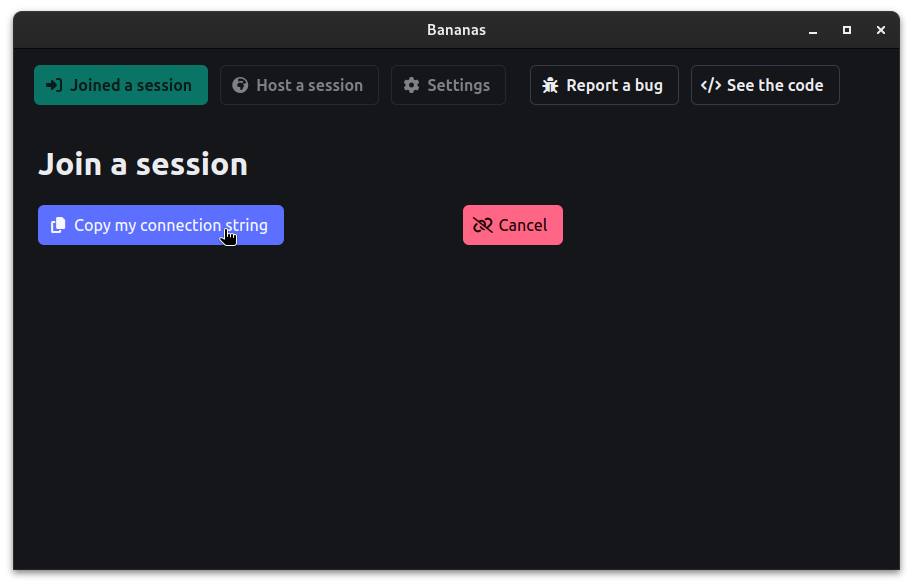 Bananas
Joined a session Host a session Settings Report a bug </> See the code
Join a session
Copy my connection string Cancel